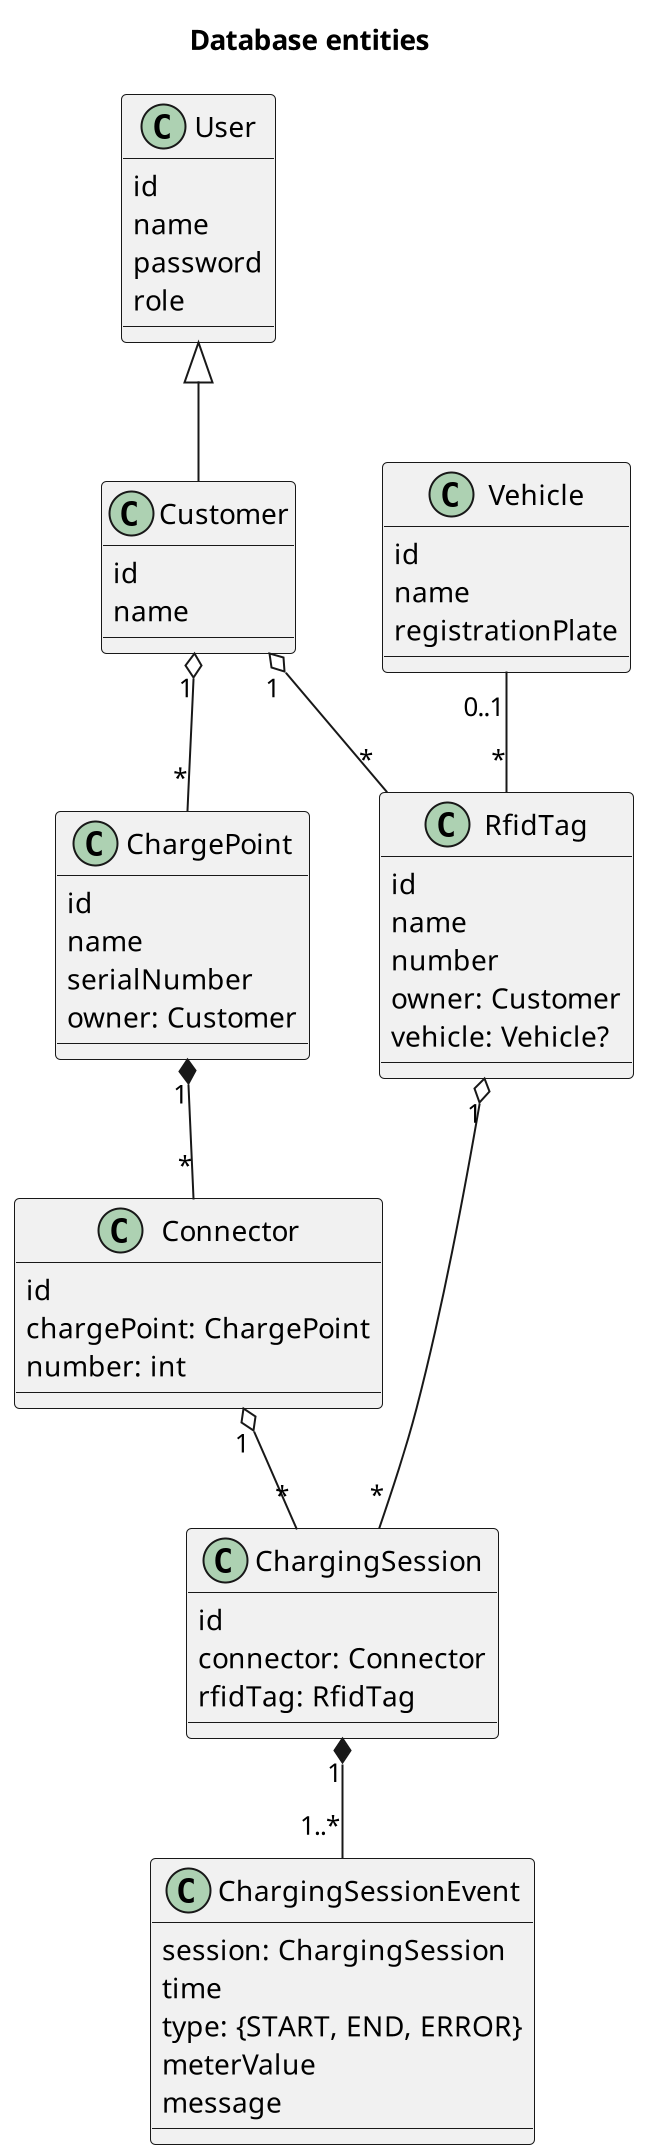 Database entities
C User
id
name
password
role
C Customer
id
name
C Vehicle
id
name
registrationPlate
1
1
0..1
*
*
*
C ChargePoint
id
name
serialNumber
owner: Customer
C RfidTag
id
name
number
owner: Customer
vehicle: Vehicle?
1
*
1
C Connector
id
chargePoint: ChargePoint
number: int
1
*
*
C ChargingSession
id
connector: Connector
rfidTag: RfidTag
1
1..*
C ChargingSessionEvent
session: ChargingSession
time
type: {START, END, ERROR}
meterValue
message